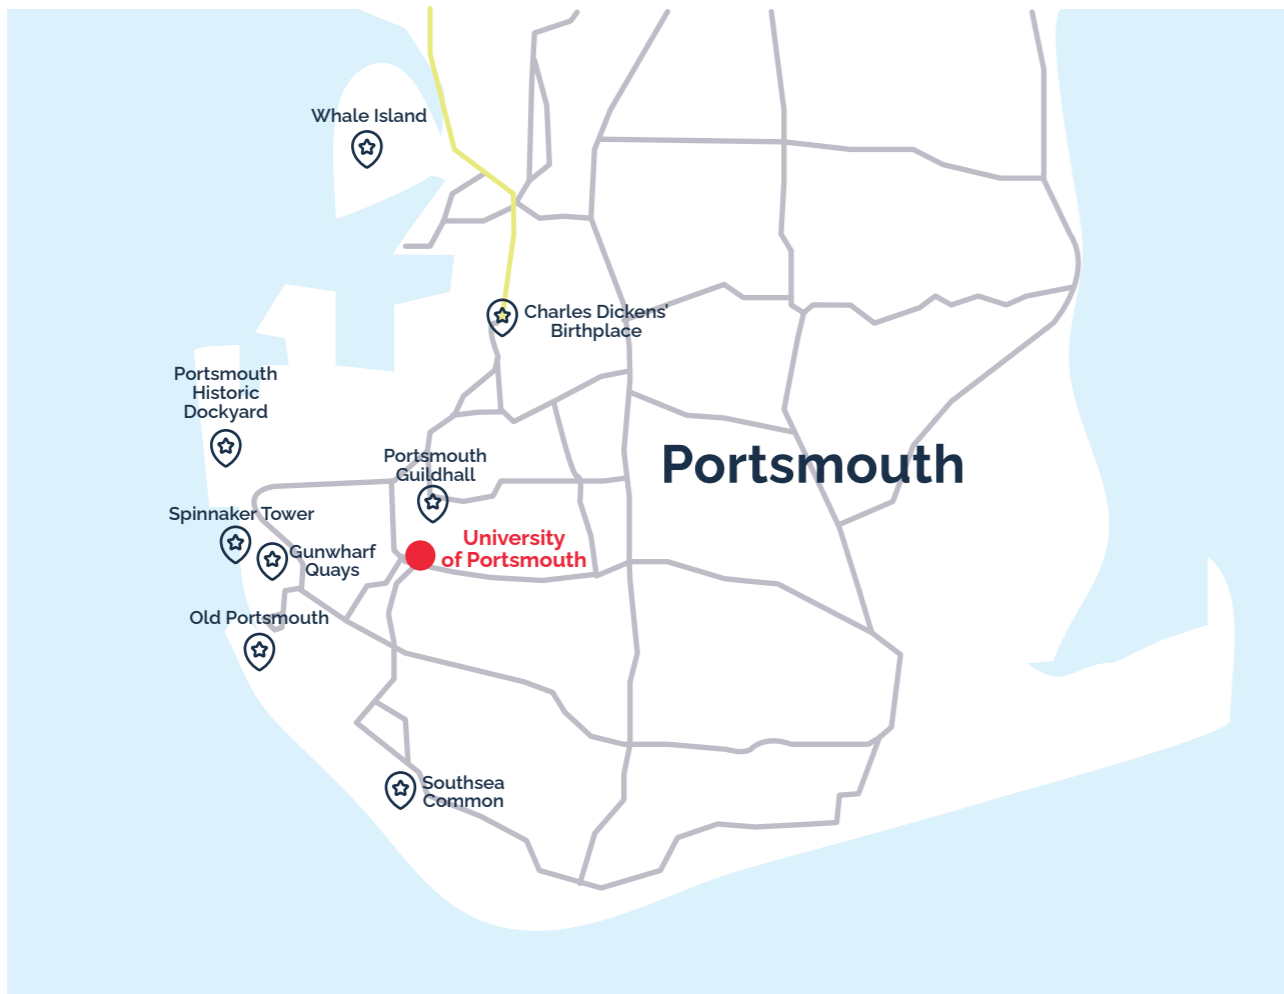 Whale Island
Charles Dickens'
Birthplace
Portsmouth
Historic
Dockyard
Portsmouth
Guildhall
Portsmouth
Spinnaker Tower
University
of Portsmouth
Gunwharf
Quays
Old Portsmouth
Southsea
Common